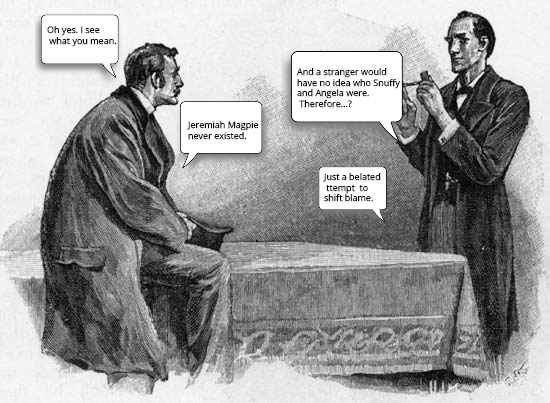 Oh yes. I see
what you mean.
And a stranger would
have no idea who Snuffy
and Angela were.
Therefore...?
Jeremiah Magpie
never existed.
Just a belated
ttempt to
shift blame.